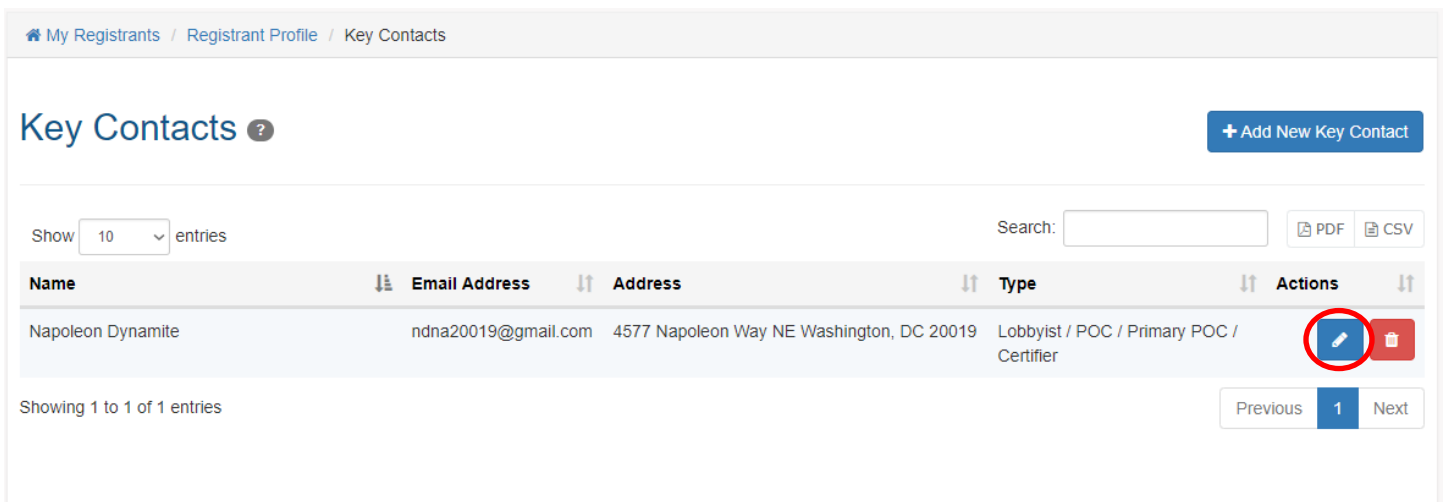 My Registrants / Registrant Profile / Key Contacts
Key Contacts ?
+ Add New Key Contact
Show 10 entries
Search:
PDF CSV
Name Email Address Address Type Actions
Napoleon Dynamite ndna20019@gmail.com 4577 Napoleon Way NE Washington, DC 20019 Lobbyist / POC / Primary POC /
Certifier
Showing 1 to 1 of 1 entries
Previous 1 Next